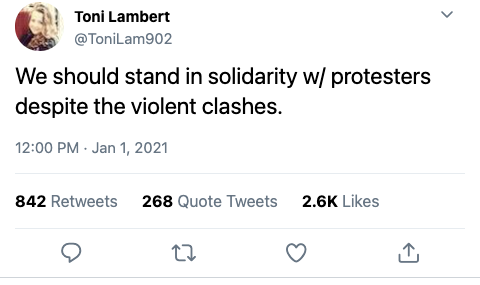 Toni Lambert
@ToniLam902
We should stand in solidarity w/ protesters
despite the violent clashes.
12:00 PM · Jan 1, 2021
842 Retweets 268 Quote Tweets 2.6K Likes